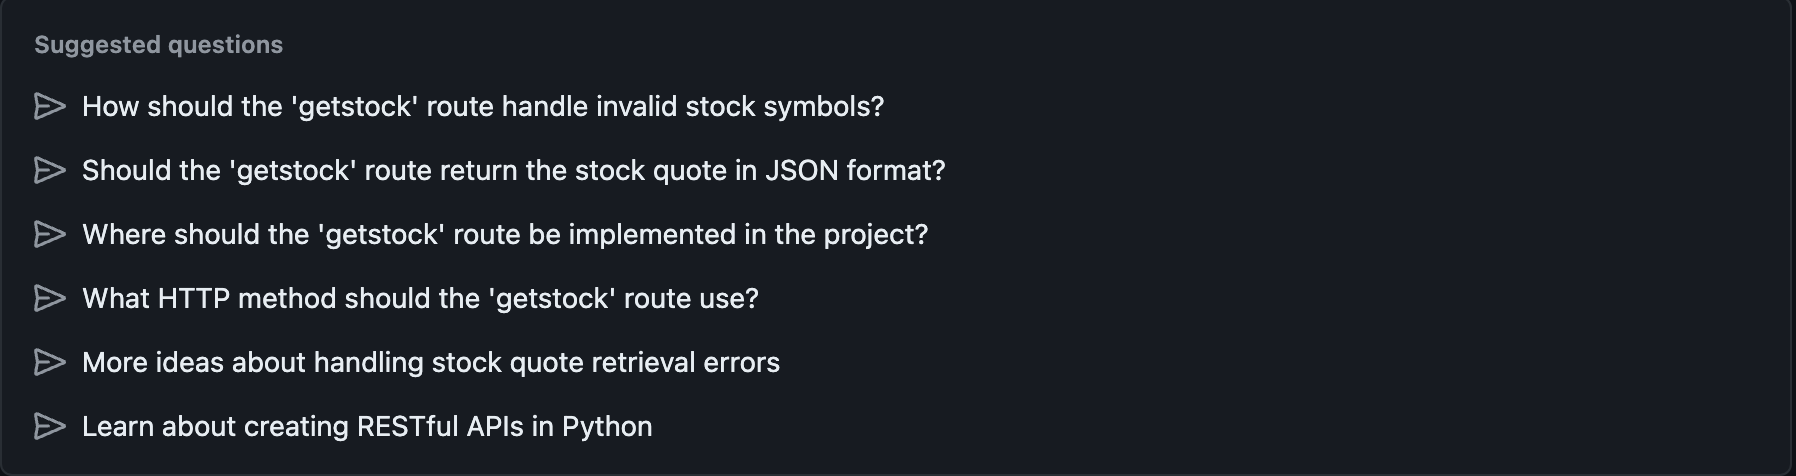 Suggested questions
How should the 'getstock' route handle invalid stock symbols?
Should the 'getstock' route return the stock quote in JSON format?
Where should the 'getstock' route be implemented in the project?
What HTTP method should the 'getstock' route use?
More ideas about handling stock quote retrieval errors
Learn about creating RESTful APIs in Python